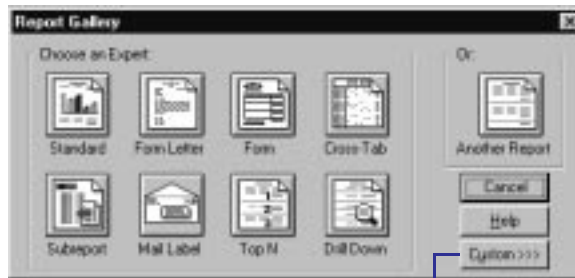 Report Gallery
Choose an Expert:
Or:
Standard
Form Letter
Form
Cross-Tab
Another Report
Subreport
Mail Label
Top N
Drill Down
Cancel
Help
Custom >>>